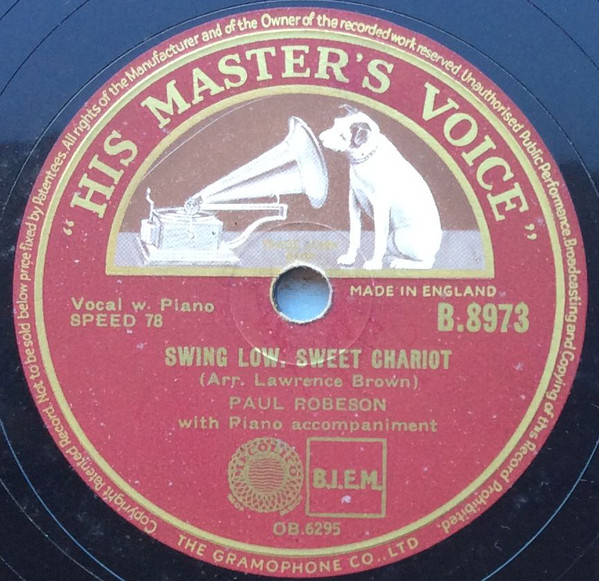 Copyright. Patented Record. Not to be sold below price fixed by Patentees. All rights of the Manufacturer and of the Owner of the recorded work reserved. Unauthorised Public Performance. Broadcasting and Copying of this Record Prohibited.
"HIS MASTER'S VOICE"
TRADE MARK
MADE IN ENGLAND
Vocal w. Piano
SPEED 78
B.8973
SWING LOW, SWEET CHARIOT
(Arr. Lawrence Brown)
PAUL ROBESON
with Piano accompaniment
B.I.E.M.
OB.6295
THE GRAMOPHONE CO., LTD